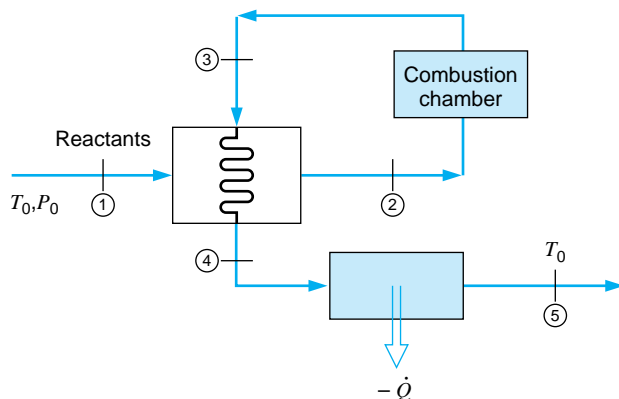 3
Combustion
chamber
Reactants
T₀,P₀
1
2
4
T₀
5
– Q̇